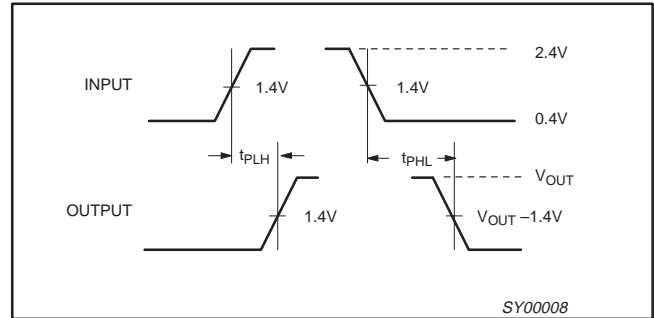 2.4V
INPUT
1.4V
1.4V
0.4V
tPLH
tPHL
VOUT
OUTPUT
1.4V
VOUT –1.4V
SY00008